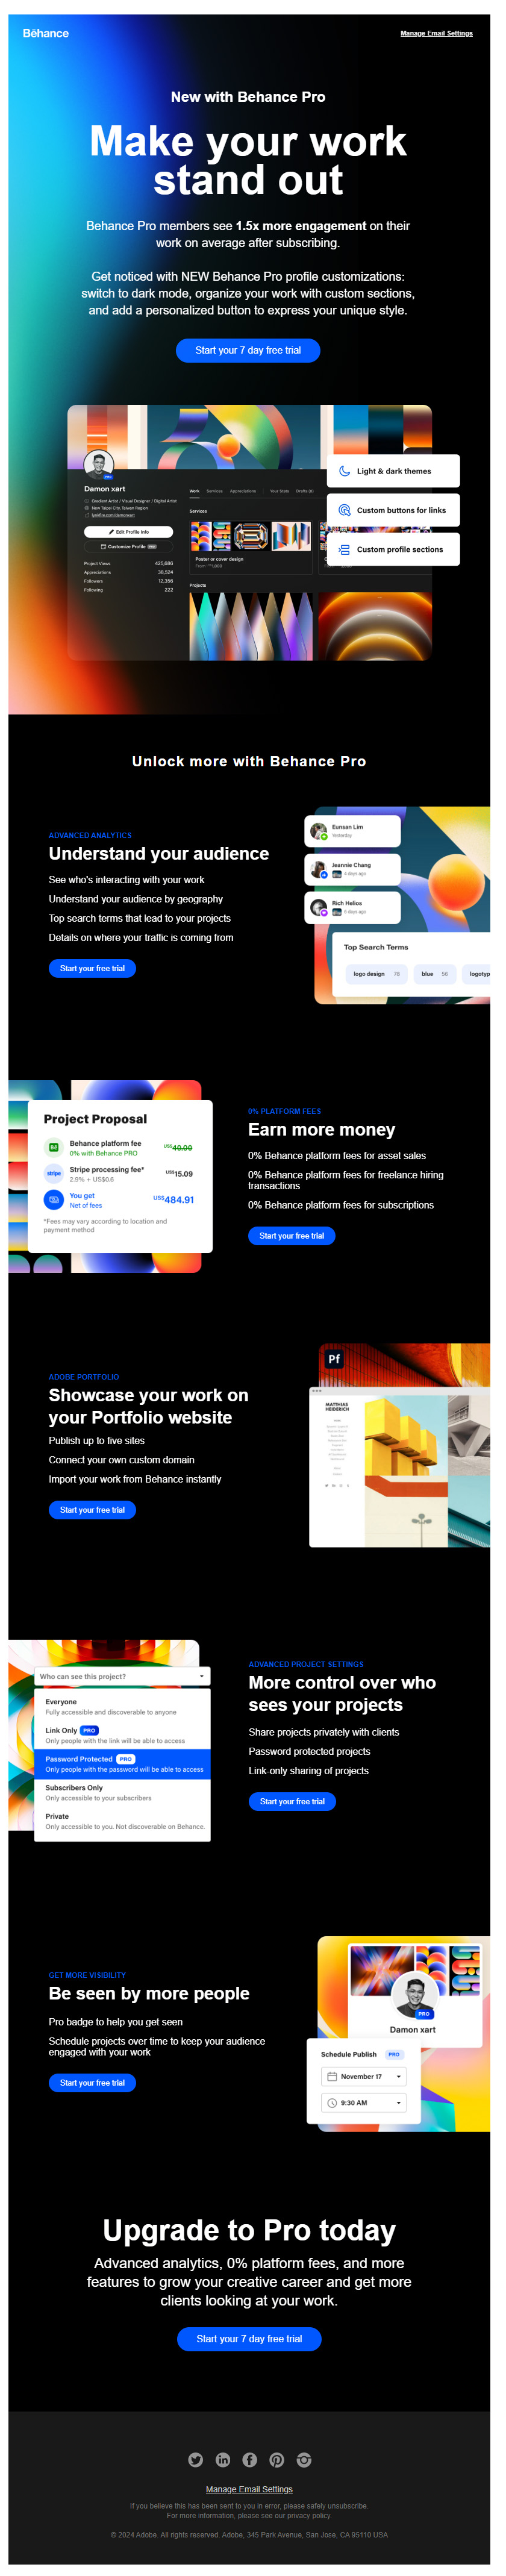 Bēhance
Manage Email Settings
New with Behance Pro
Make your work
stand out
Behance Pro members see 1.5x more engagement on their
work on average after subscribing.
Get noticed with NEW Behance Pro profile customizations:
switch to dark mode, organize your work with custom sections,
and add a personalized button to express your unique style.
Start your 7 day free trial
PRO
Damon xart
Gradient Artist / Visual Designer / Digital Artist
New Taipei City, Taiwan Region
Edit Profile Info
Customize Profile PRO
Project Views 425,886
Appreciations 38,524
Followers 12,356
Following 222
Work Services Appreciations Your Stats Drafts (8)
Services
Poster or cover design
Projects
Light & dark themes
Custom buttons for links
Custom profile sections
Unlock more with Behance Pro
ADVANCED ANALYTICS
Understand your audience
See who's interacting with your work
Understand your audience by geography
Top search terms that lead to your projects
Details on where your traffic is coming from
Start your free trial
Eunsan Lim
Yesterday
Jeannie Chang
4 days ago
Rich Helios
6 days ago
Top Search Terms
logo design 78 blue 56 logotyp
Project Proposal
Behance platform fee US$40.00
0% with Behance PRO
stripe
Stripe processing fee* US$15.09
2.9% + US$0.6
You get US$484.91
Net of fees
*Fees may vary according to location and
payment method
0% PLATFORM FEES
Earn more money
0% Behance platform fees for asset sales
0% Behance platform fees for freelance hiring
transactions
0% Behance platform fees for subscriptions
Start your free trial
ADOBE PORTFOLIO
Showcase your work on
your Portfolio website
Publish up to five sites
Connect your own custom domain
Import your work from Behance instantly
Start your free trial
Pf
MATTHIAS
HEIDERICH
Who can see this project?
Everyone
Fully accessible and discoverable to anyone
Link Only PRO
Only people with the link will be able to access
Password Protected PRO
Only people with the password will be able to access
Subscribers Only
Only accessible to your subscribers
Private
Only accessible to you. Not discoverable on Behance.
ADVANCED PROJECT SETTINGS
More control over who
sees your projects
Share projects privately with clients
Password protected projects
Link-only sharing of projects
Start your free trial
GET MORE VISIBILITY
Be seen by more people
Pro badge to help you get seen
Schedule projects over time to keep your audience
engaged with your work
Start your free trial
PRO
Damon xart
Schedule Publish PRO
November 17
9:30 AM
Upgrade to Pro today
Advanced analytics, 0% platform fees, and more
features to grow your creative career and get more
clients looking at your work.
Start your 7 day free trial
Manage Email Settings
If you believe this has been sent to you in error, please safely unsubscribe.
For more information, please see our privacy policy.
© 2024 Adobe. All rights reserved. Adobe, 345 Park Avenue, San Jose, CA 95110 USA